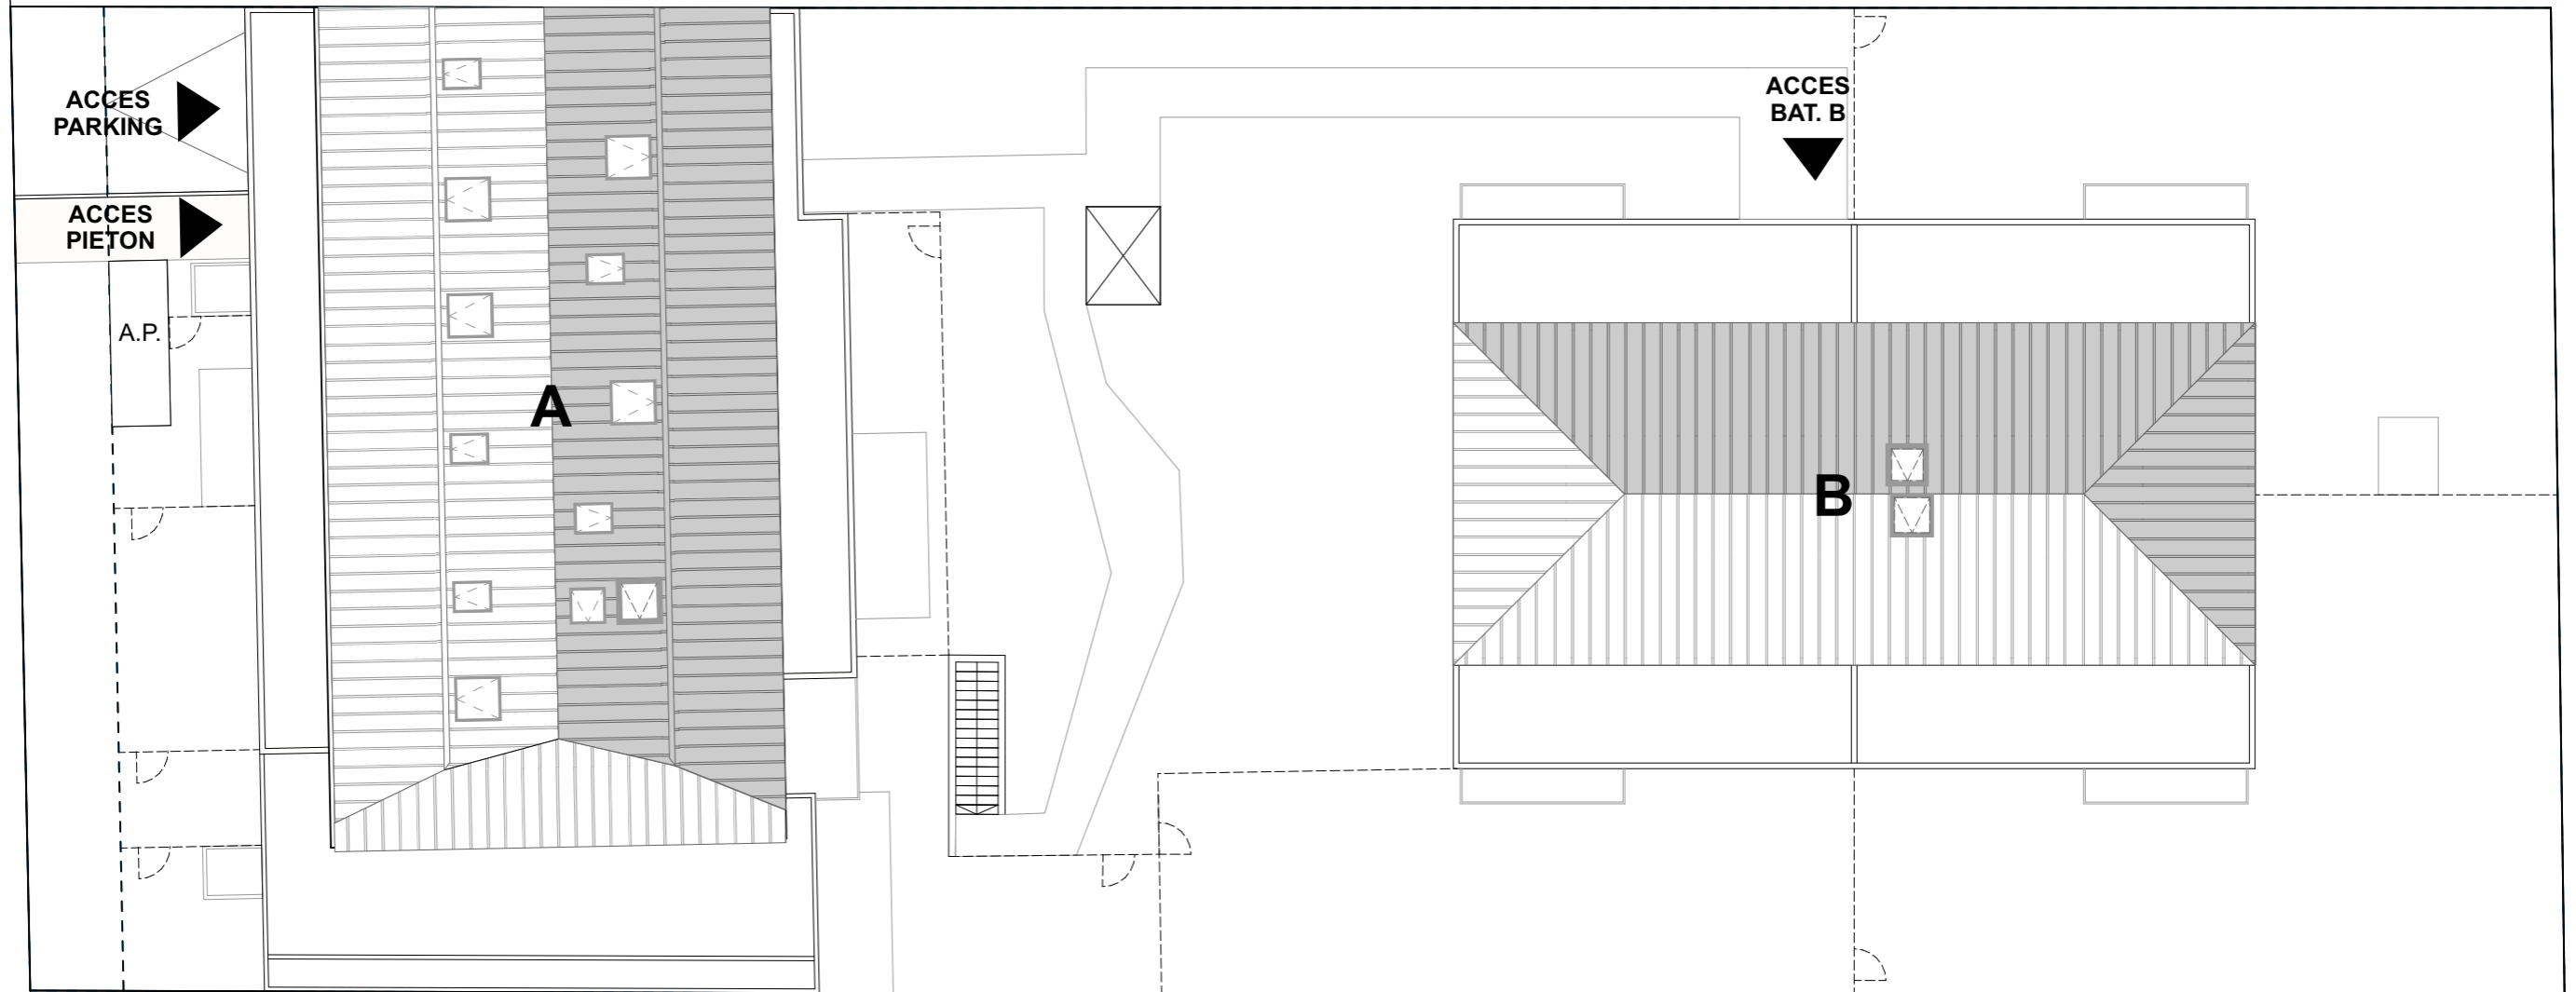 ACCES
PARKING
ACCES
PIETON
A.P.
A
ACCES
BAT. B
B